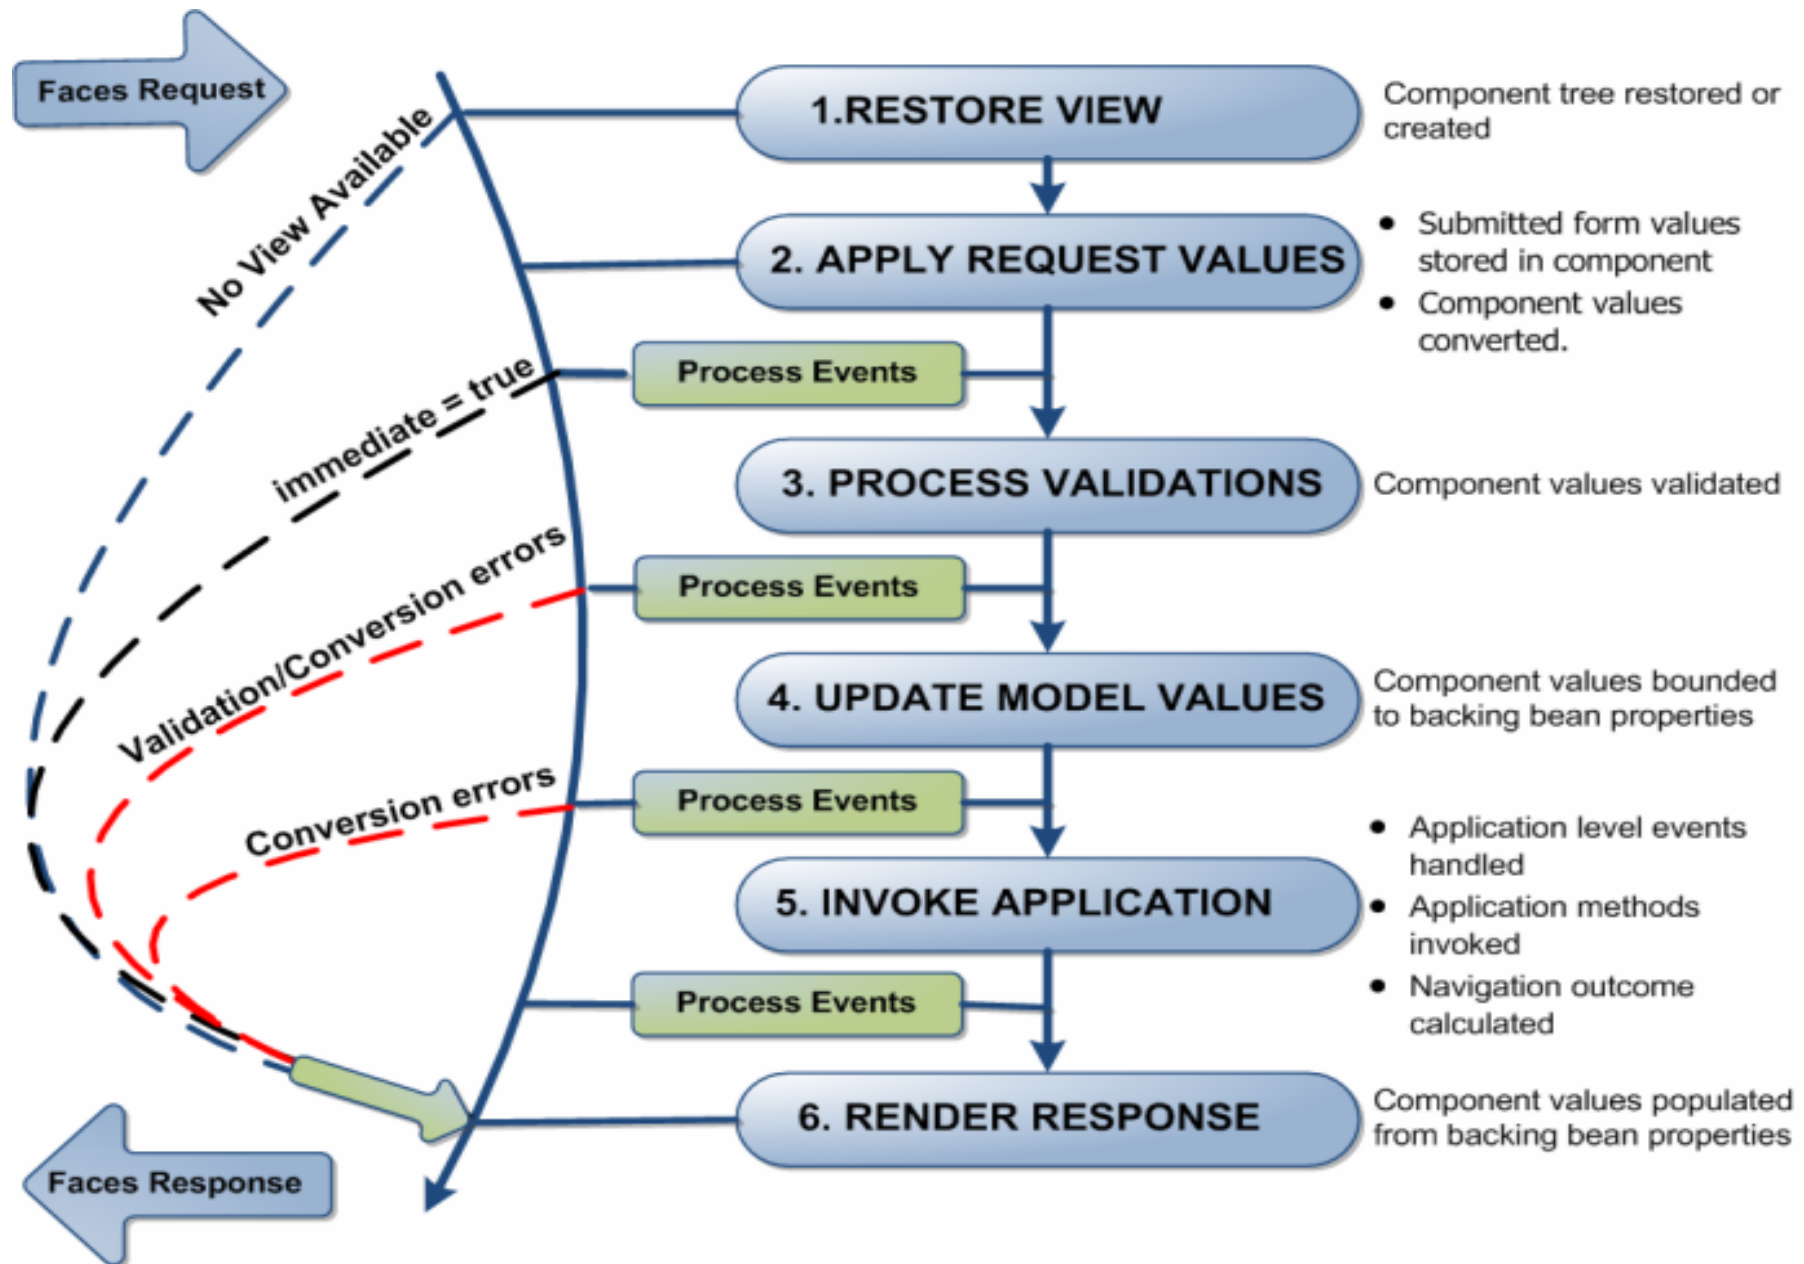 Faces Request
No View Available
1.RESTORE VIEW
Component tree restored or
created
2. APPLY REQUEST VALUES
● Submitted form values
stored in component
● Component values
converted.
immediate = true
Process Events
3. PROCESS VALIDATIONS
Component values validated
Validation/Conversion errors
Process Events
4. UPDATE MODEL VALUES
Component values bounded
to backing bean properties
Conversion errors
Process Events
5. INVOKE APPLICATION
● Application level events
handled
● Application methods
invoked
● Navigation outcome
calculated
Process Events
6. RENDER RESPONSE
Component values populated
from backing bean properties
Faces Response